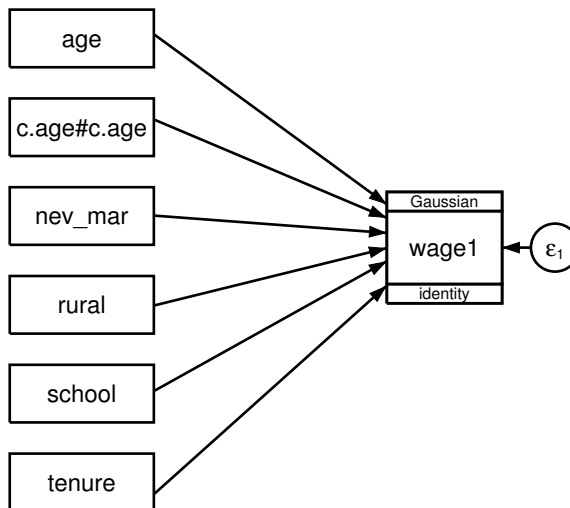 age
c.age#c.age
nev_mar
rural
school
tenure
Gaussian
wage1
identity
ε₁